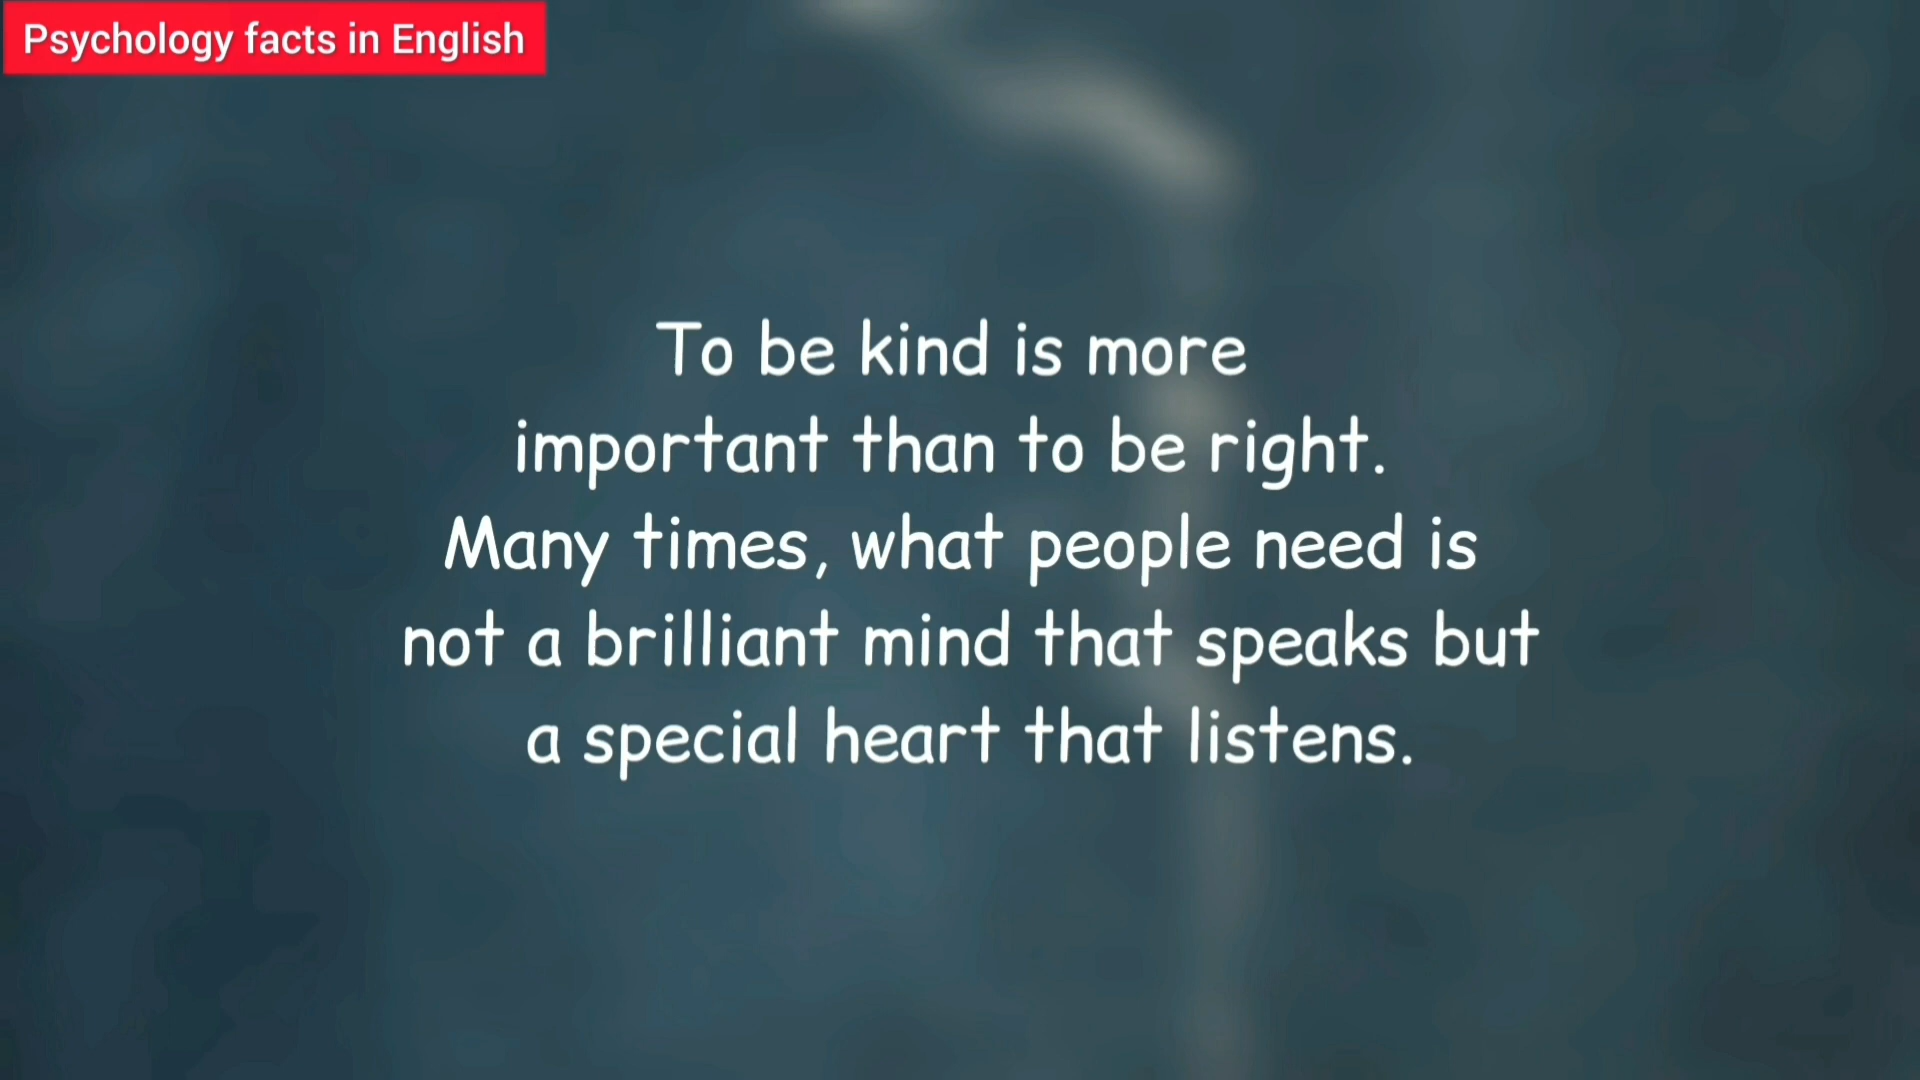 Psychology facts in English
To be kind is more
important than to be right.
Many times, what people need is
not a brilliant mind that speaks but
a special heart that listens.